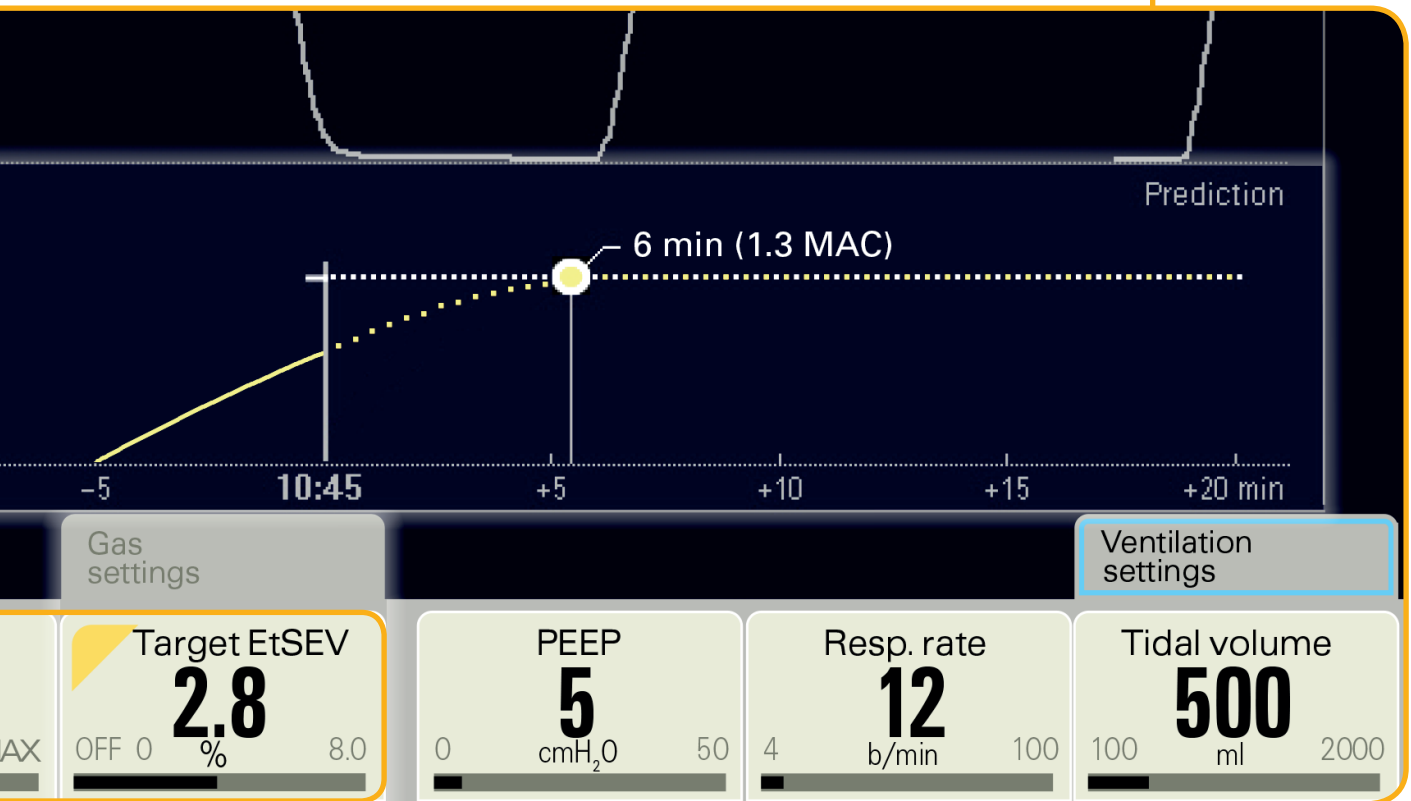 Prediction
6 min (1.3 MAC)
−5
10:45
+5
+10
+15
+20 min
Gas
settings
Ventilation
settings
AX
Target EtSEV
2.8
OFF 0 % 8.0
PEEP
5
0 cmH₂O 50
Resp. rate
12
4 b/min 100
Tidal volume
500
100 ml 2000